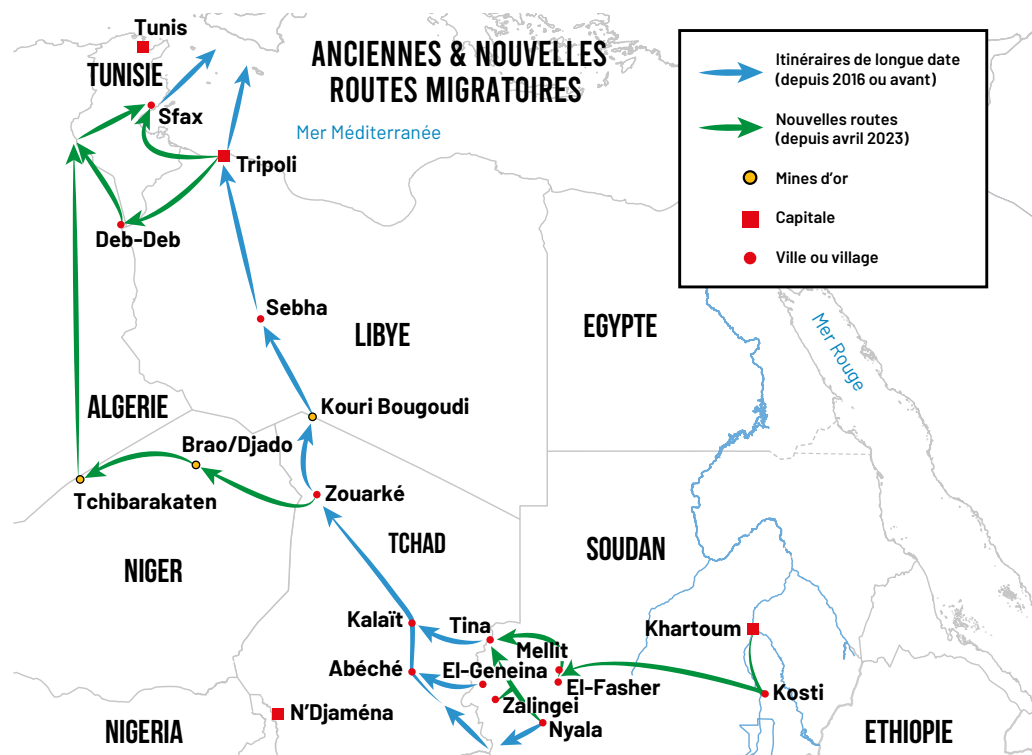 ANCIENNES & NOUVELLES
ROUTES MIGRATOIRES
Itinéraires de longue date
(depuis 2016 ou avant)
Nouvelles routes
(depuis avril 2023)
Mines d'or
Capitale
Ville ou village
Tunis
TUNISIE
Sfax
Mer Méditerranée
Tripoli
Deb-Deb
Sebha
LIBYE
EGYPTE
Mer Rouge
ALGERIE
Kouri Bougoudi
Brao/Djado
Tchibarakaten
Zouarké
TCHAD
SOUDAN
NIGER
Kalaït
Tina
Khartoum
Mellit
Abéché
El-Geneina
El-Fasher
Kosti
Zalingei
N'Djaména
Nyala
NIGERIA
ETHIOPIE